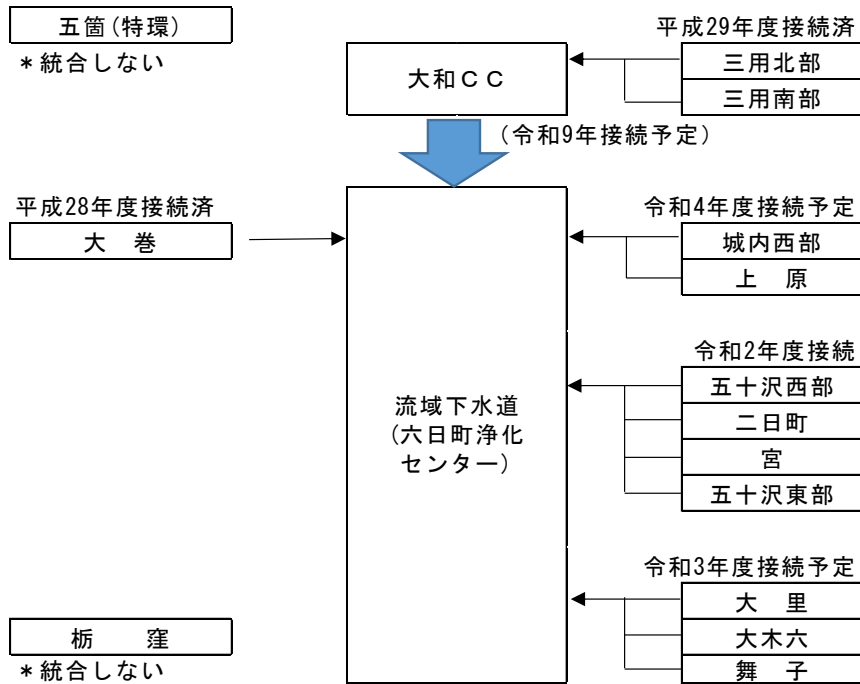 五箇(特環)
＊統合しない
平成29年度接続済
大和ＣＣ
三用北部
三用南部
(令和9年接続予定)
平成28年度接続済
大　巻
令和4年度接続予定
城内西部
上　原
令和2年度接続
五十沢西部
二日町
宮
五十沢東部
流域下水道
(六日町浄化
センター)
令和3年度接続予定
大　里
大木六
舞　子
栃　　窪
＊統合しない